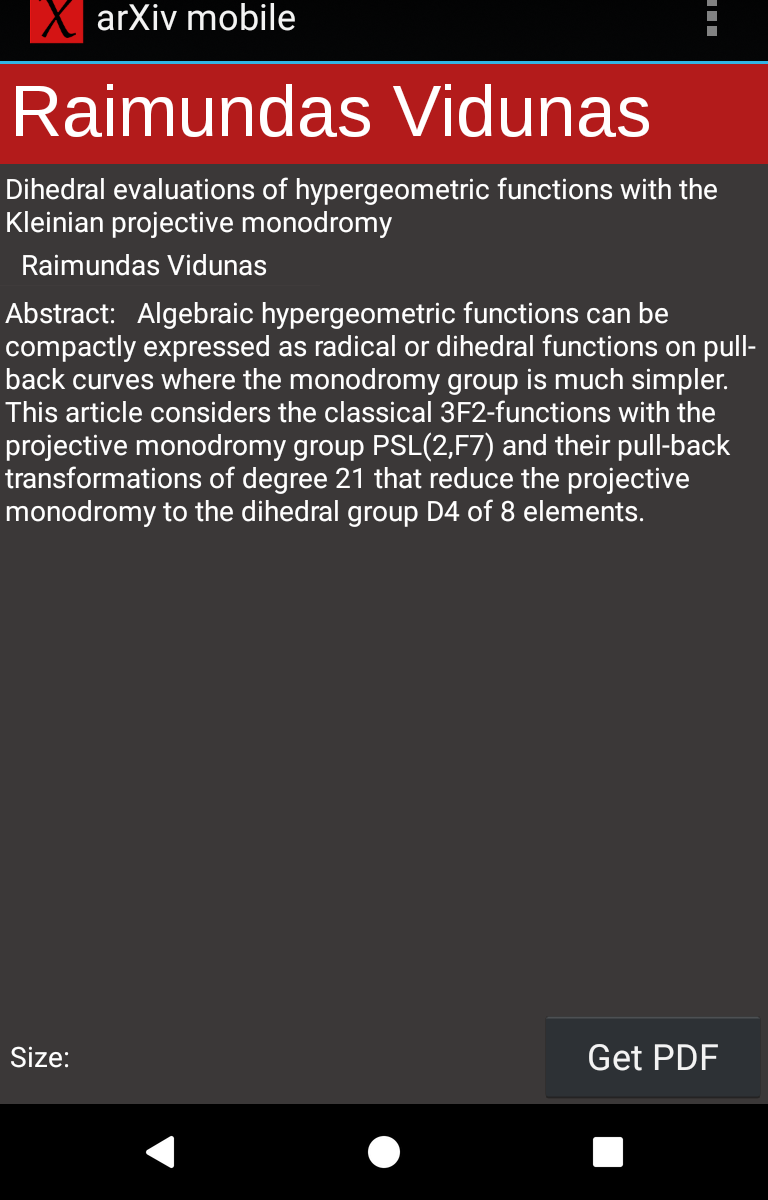 arXiv mobile
Raimundas Vidunas
Dihedral evaluations of hypergeometric functions with the
Kleinian projective monodromy
Raimundas Vidunas
Abstract:   Algebraic hypergeometric functions can be
compactly expressed as radical or dihedral functions on pull-
back curves where the monodromy group is much simpler.
This article considers the classical 3F2-functions with the
projective monodromy group PSL(2,F7) and their pull-back
transformations of degree 21 that reduce the projective
monodromy to the dihedral group D4 of 8 elements.
Size:
Get PDF